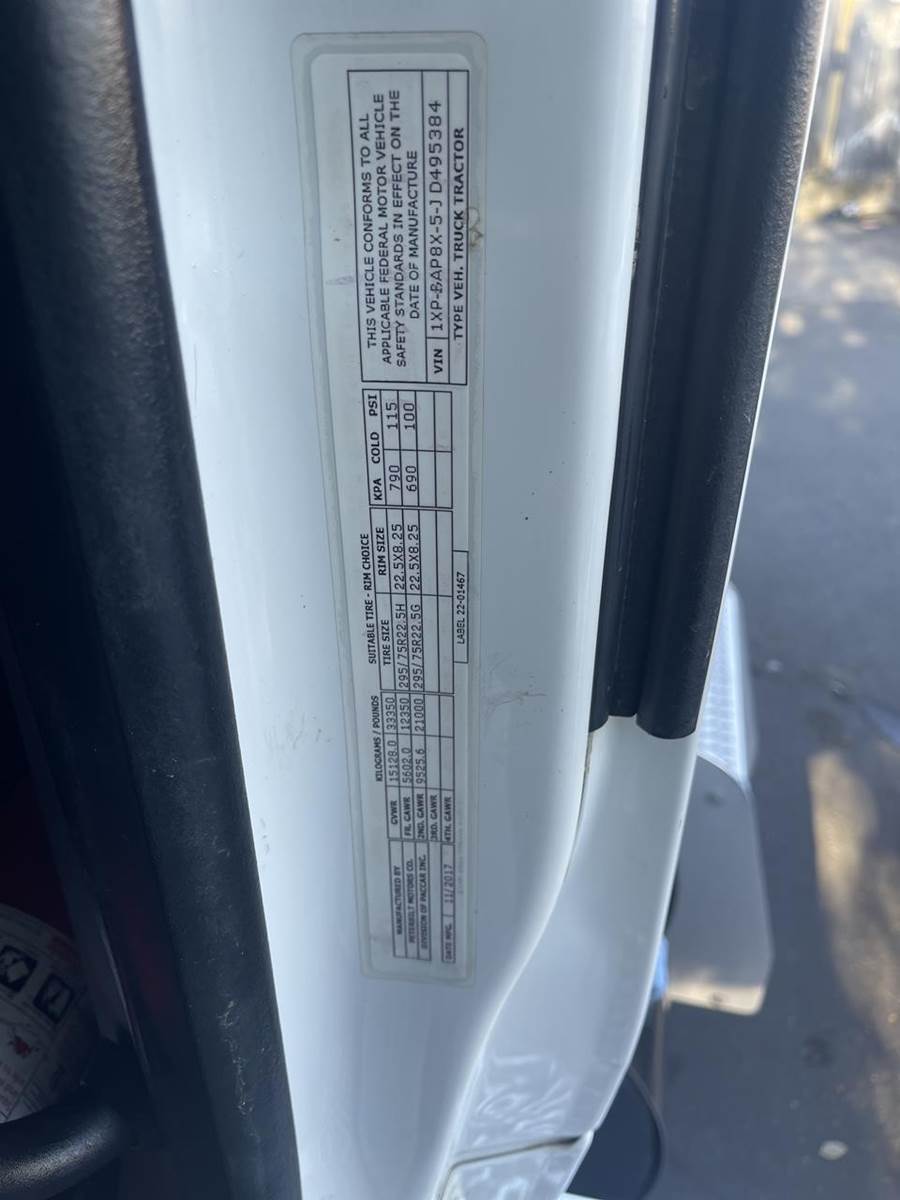 MANUFACTURED BY
PETERBILT MOTORS CO.
DIVISION OF PACCAR INC.
DATE MFG. 11/2017
KILOGRAMS / POUNDS
GVWR 15128.0 33350
Frt. GAWR 5602.0 12350
2ND. GAWR 9525.6 21000
3RD. GAWR
4TH. GAWR
SUITABLE TIRE - RIM CHOICE
TIRE SIZE RIM SIZE
295/75R22.5H 22.5X8.25
295/75R22.5G 22.5X8.25
KPA COLD PSI
790 115
690 100
LABEL 22-01467
THIS VEHICLE CONFORMS TO ALL
APPLICABLE FEDERAL MOTOR VEHICLE
SAFETY STANDARDS IN EFFECT ON THE
DATE OF MANUFACTURE
VIN 1XP-BAP8X-5-JD495384
TYPE VEH. TRUCK TRACTOR